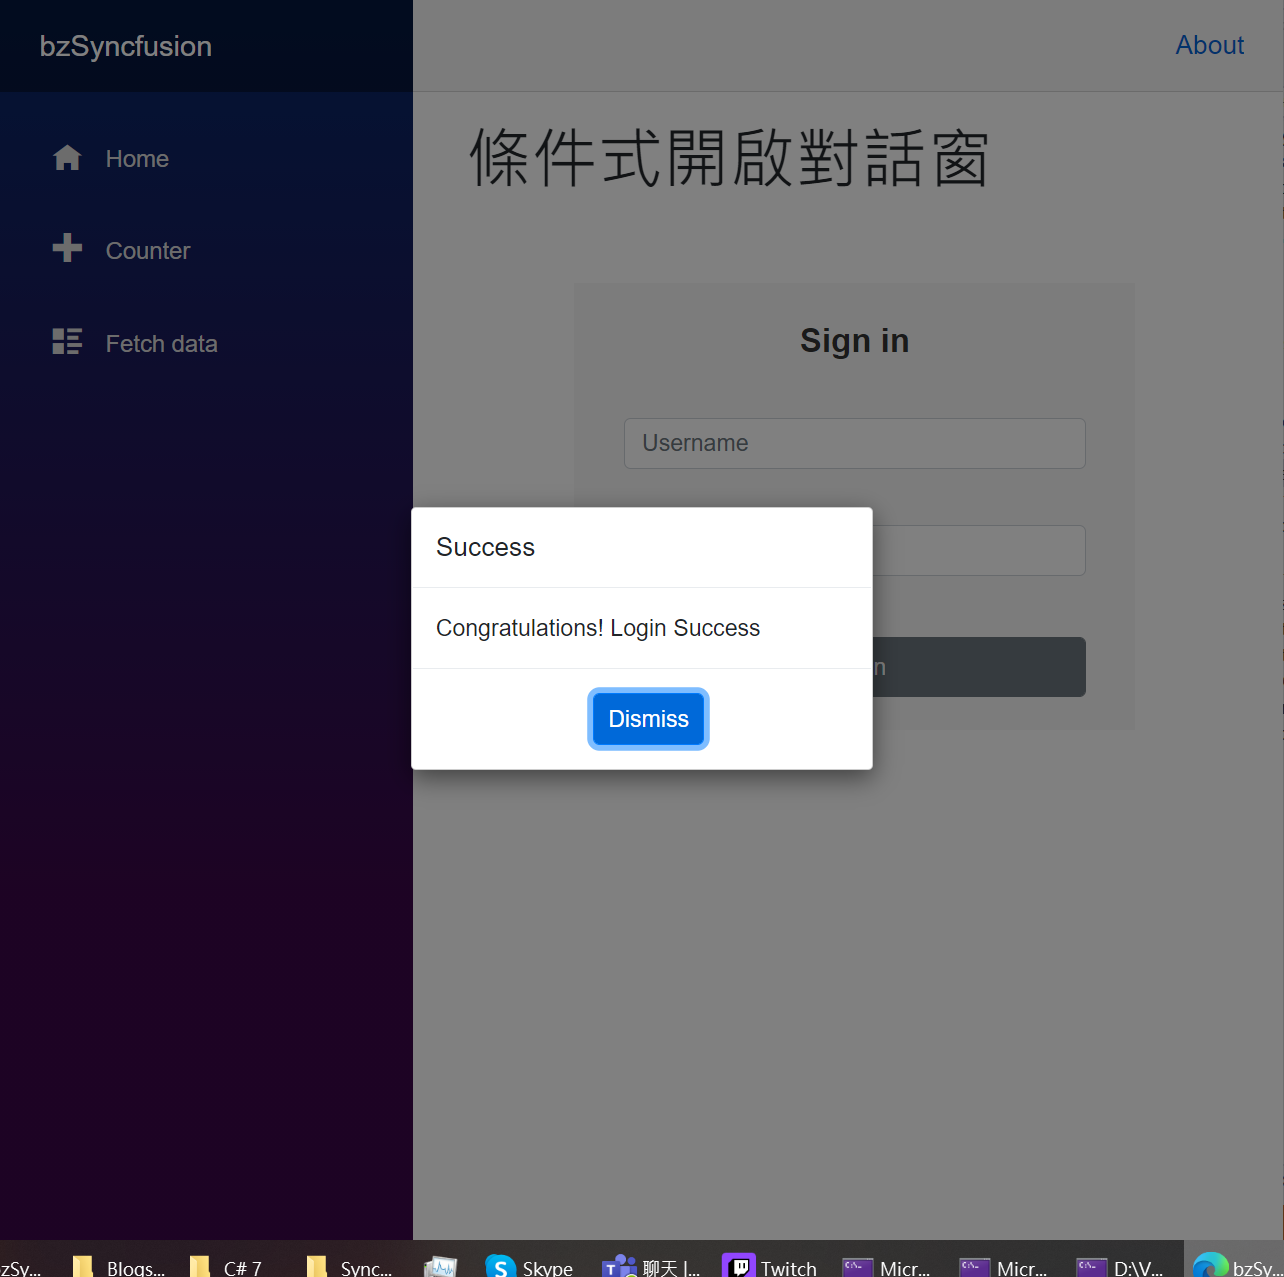 bzSyncfusion
About
Home
Counter
Fetch data
條件式開啟對話窗
Sign in
Username
Success
Congratulations! Login Success
Dismiss
Blogs...
C# 7
Sync...
Skype
聊天 |...
Twitch
Micr...
Micr...
D:\V...
bzSy...